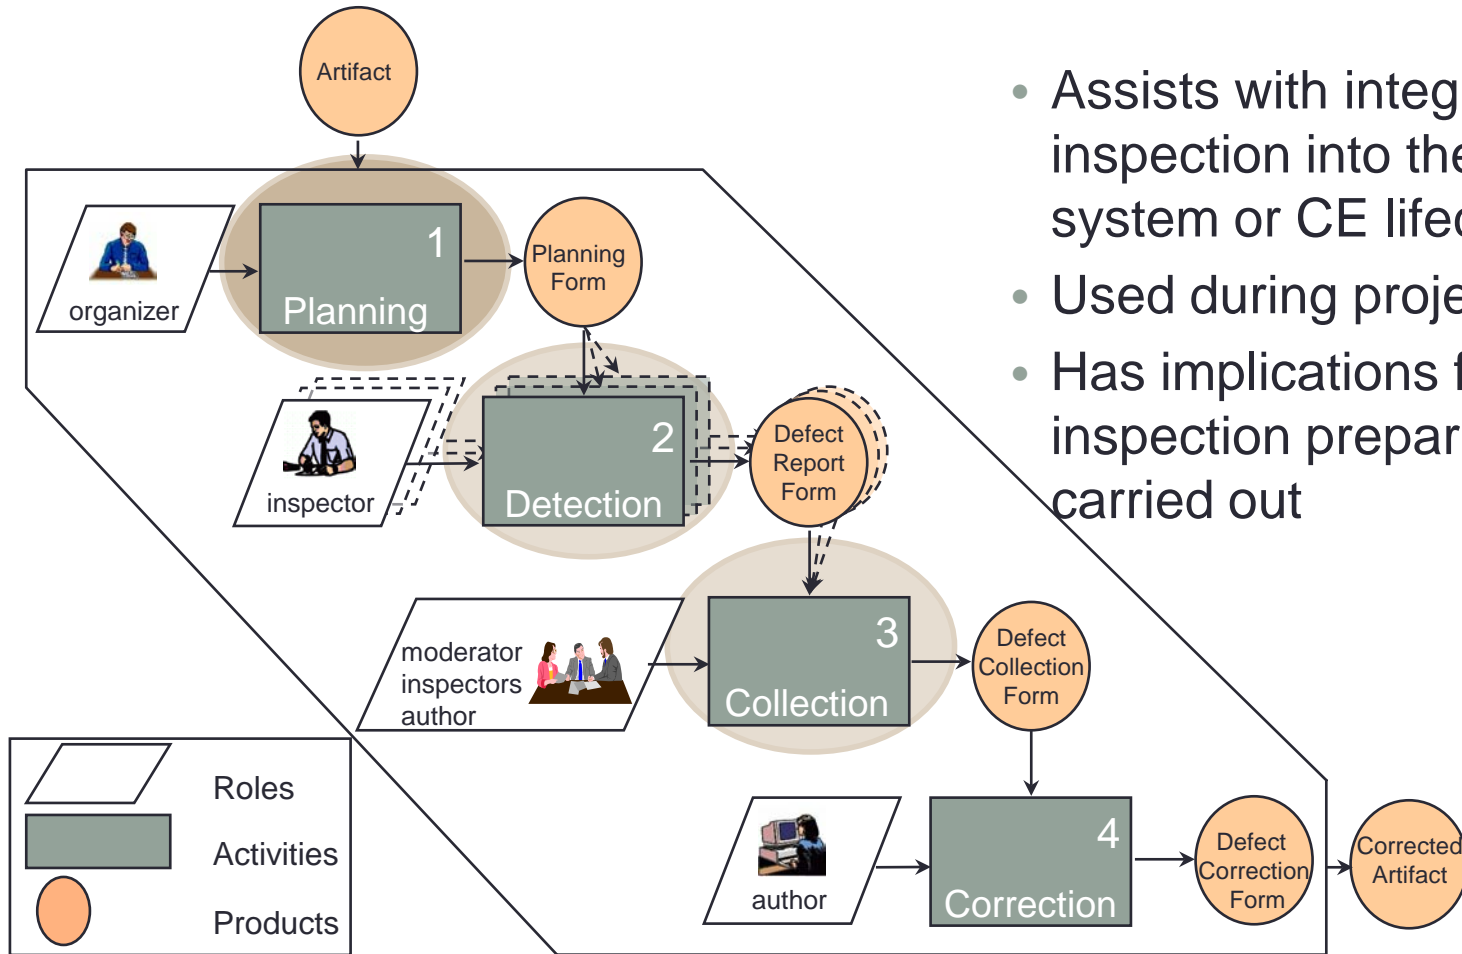 Artifact
• Assists with integ
inspection into the
system or CE lifec
• Used during proje
• Has implications f
inspection prepar
carried out
organizer
1
Planning
Planning
Form
inspector
2
Detection
Defect
Report
Form
moderator
inspectors
author
3
Collection
Defect
Collection
Form
author
4
Correction
Defect
Correction
Form
Corrected
Artifact
Roles
Activities
Products